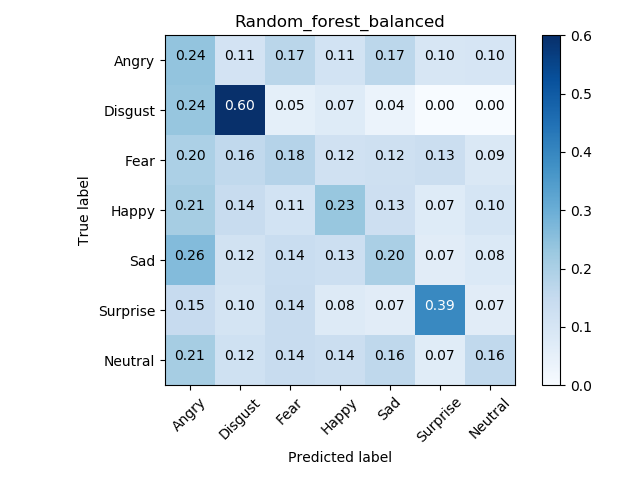 Random_forest_balanced
Angry 0.24 0.11 0.17 0.11 0.17 0.10 0.10
Disgust 0.24 0.60 0.05 0.07 0.04 0.00 0.00
Fear 0.20 0.16 0.18 0.12 0.12 0.13 0.09
Happy 0.21 0.14 0.11 0.23 0.13 0.07 0.10
Sad 0.26 0.12 0.14 0.13 0.20 0.07 0.08
Surprise 0.15 0.10 0.14 0.08 0.07 0.39 0.07
Neutral 0.21 0.12 0.14 0.14 0.16 0.07 0.16
Angry Disgust Fear Happy Sad Surprise Neutral
Predicted label
True label
0.6
0.5
0.4
0.3
0.2
0.1
0.0